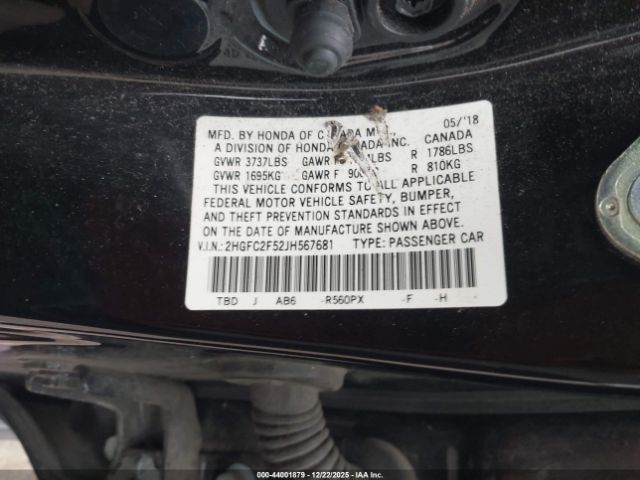 MFD. BY HONDA OF CANADA MFG., 05/'18
A DIVISION OF HONDA CANADA INC. CANADA
GVWR 3737LBS GAWR R 1786LBS
GVWR 1695KG GAWR F R 810KG
THIS VEHICLE CONFORMS TO ALL APPLICABLE
FEDERAL MOTOR VEHICLE SAFETY, BUMPER,
AND THEFT PREVENTION STANDARDS IN EFFECT
ON THE DATE OF MANUFACTURE SHOWN ABOVE.
V.I.N.:2HGFC2F52JH567681 TYPE: PASSENGER CAR
TBD J AB6 -R560PX -F -H
000-44001879 - 12/22/2025 - IAA Inc.